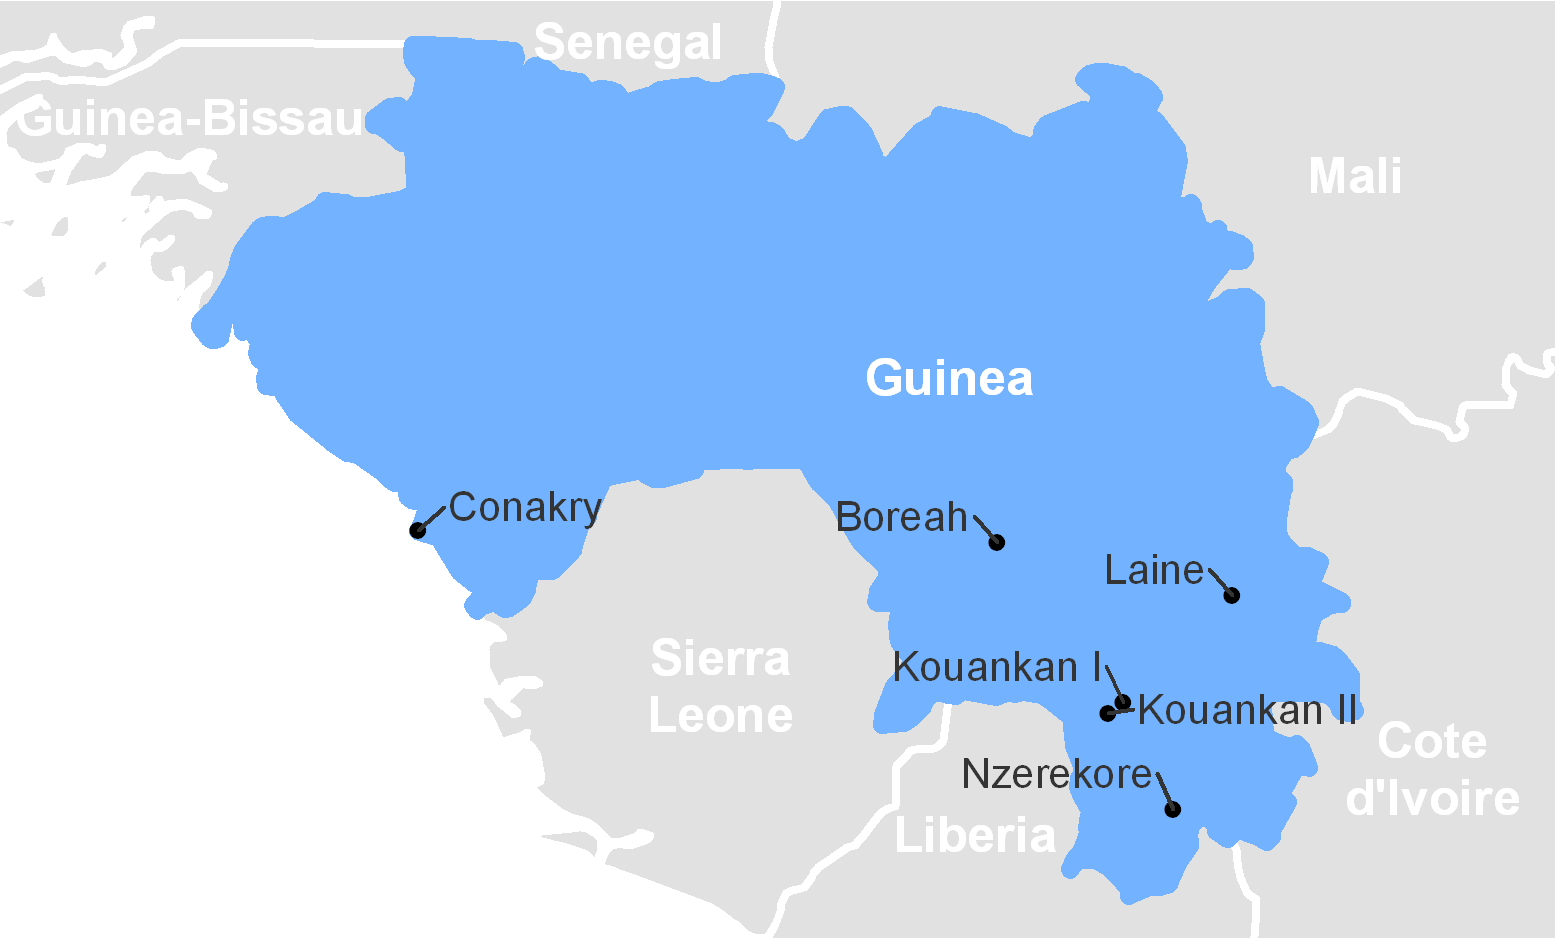 Senegal
Guinea-Bissau
Mali
Guinea
Conakry
Boreah
Laine
Sierra
Leone
Kouankan I
Kouankan II
Cote
d'Ivoire
Nzerekore
Liberia